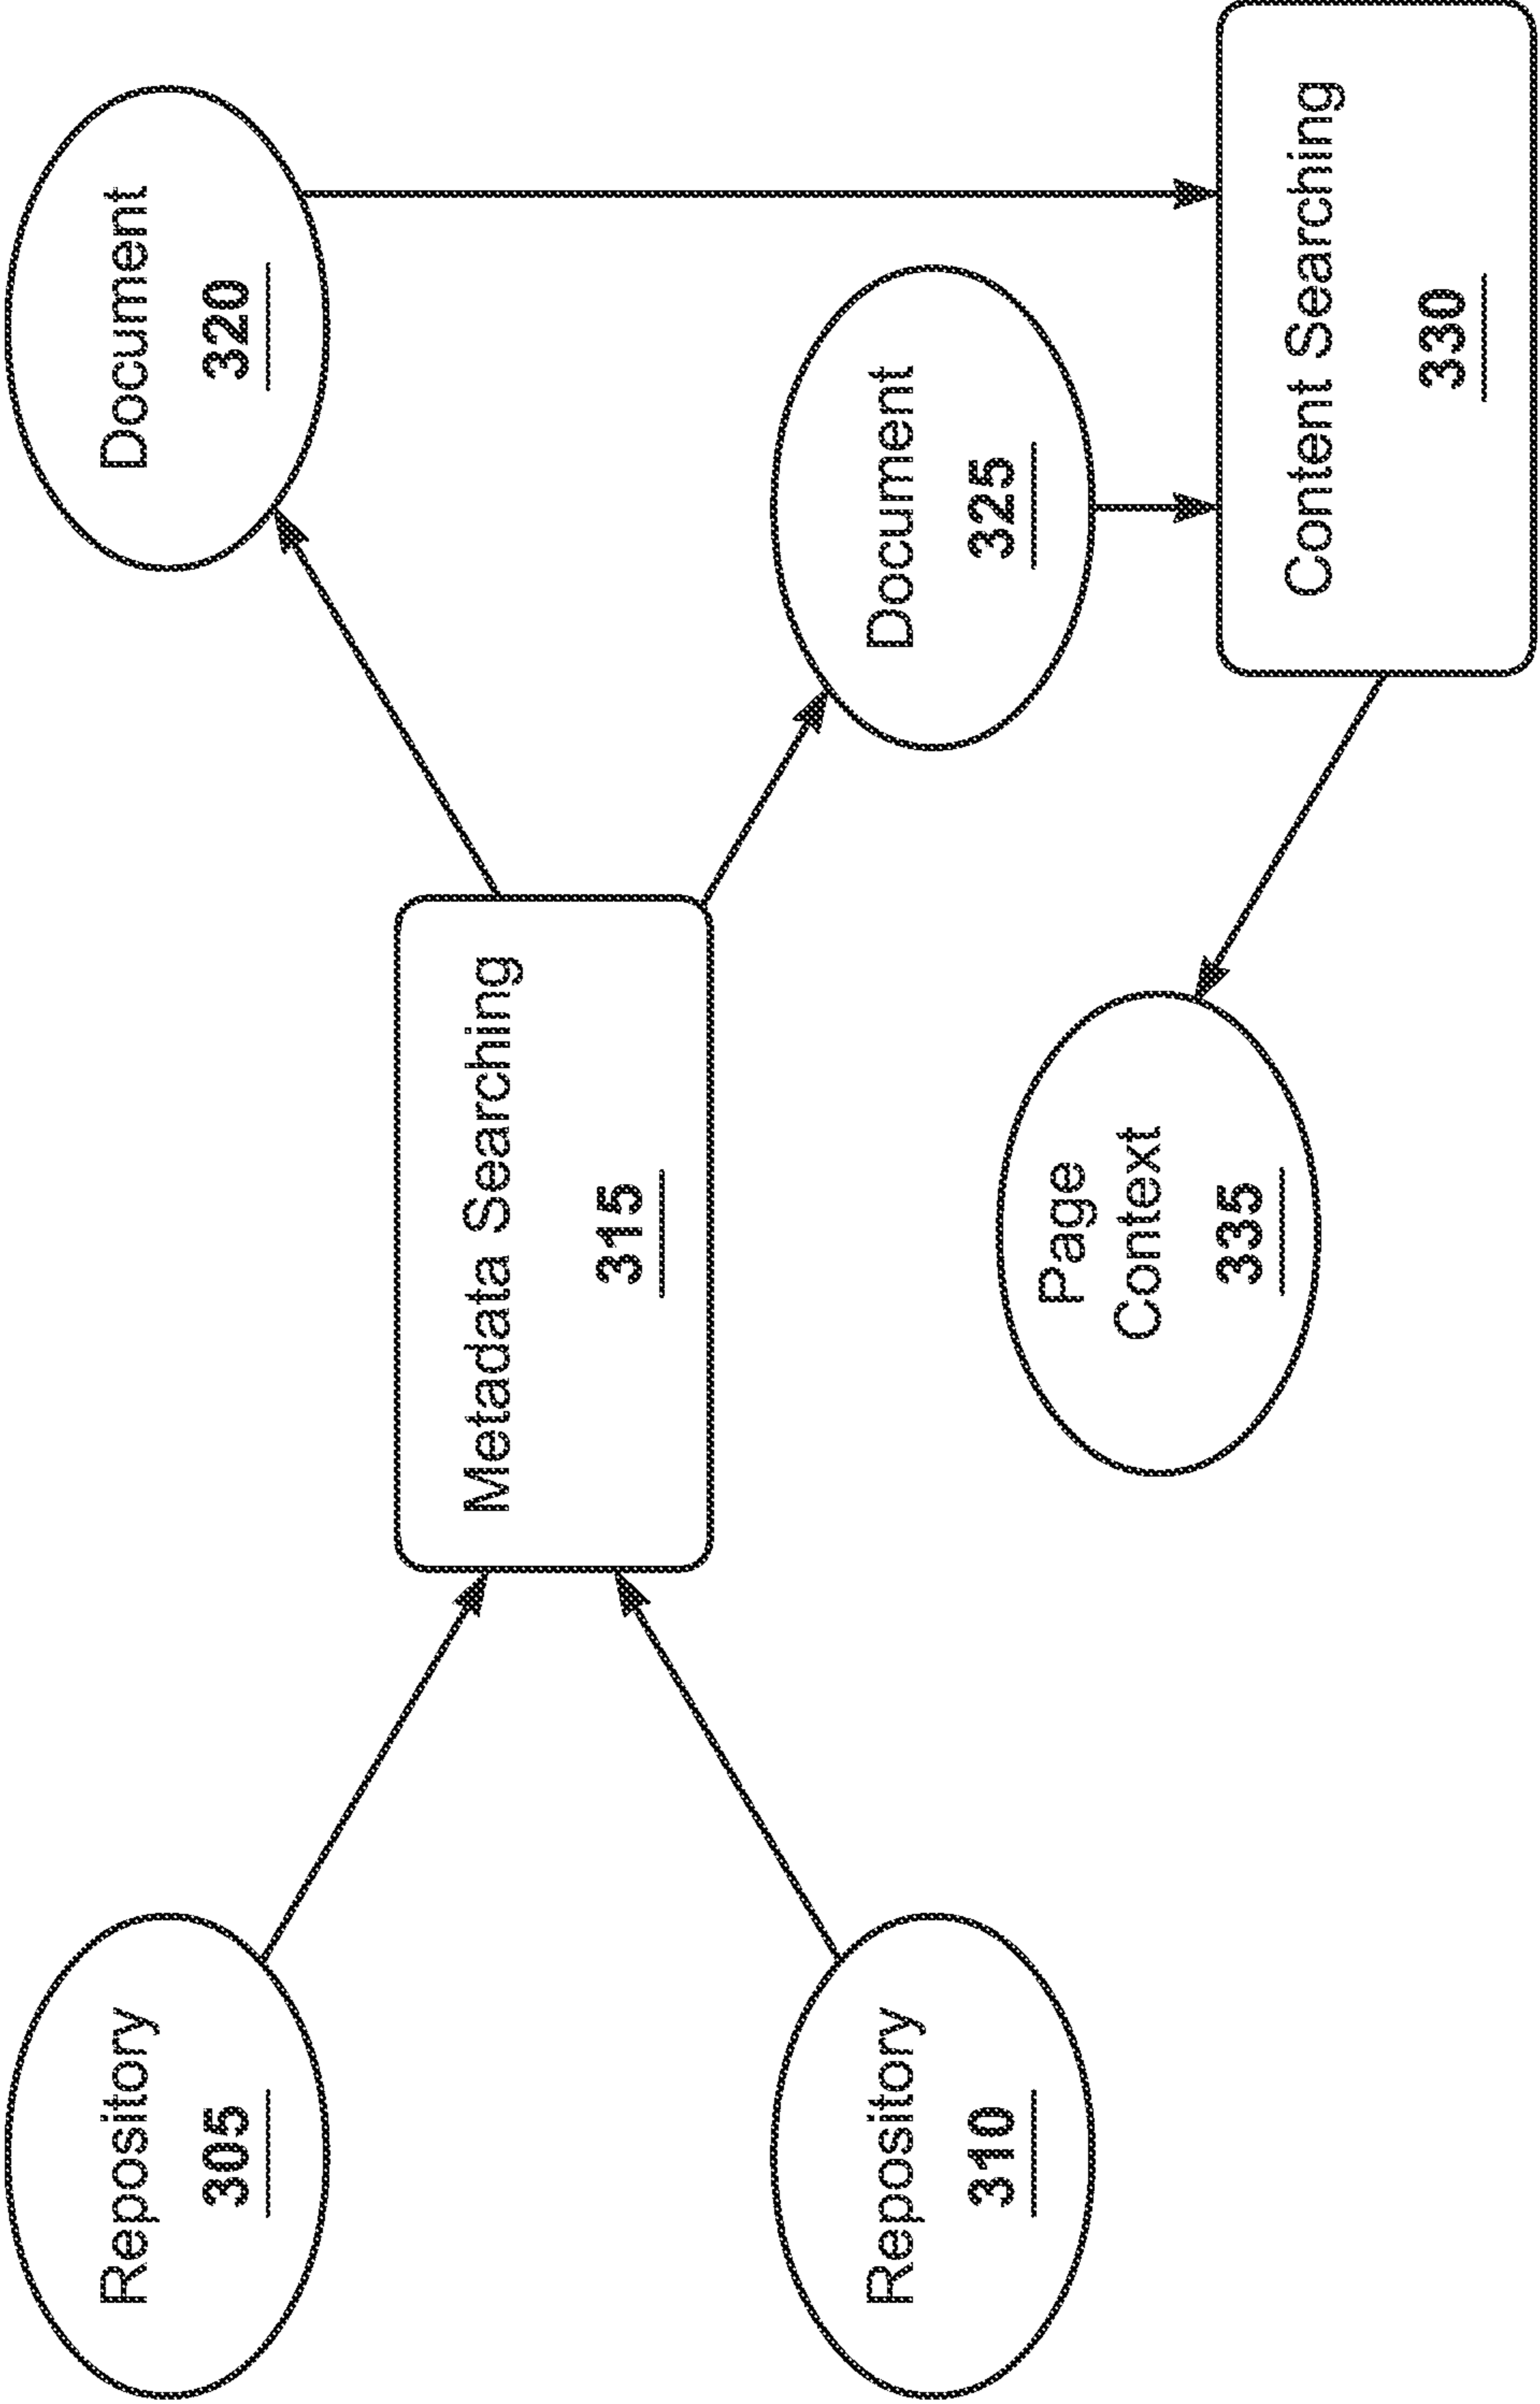 Repository
305
Repository
310
Metadata Searching
315
Document
320
Document
325
Content Searching
330
Page
Context
335